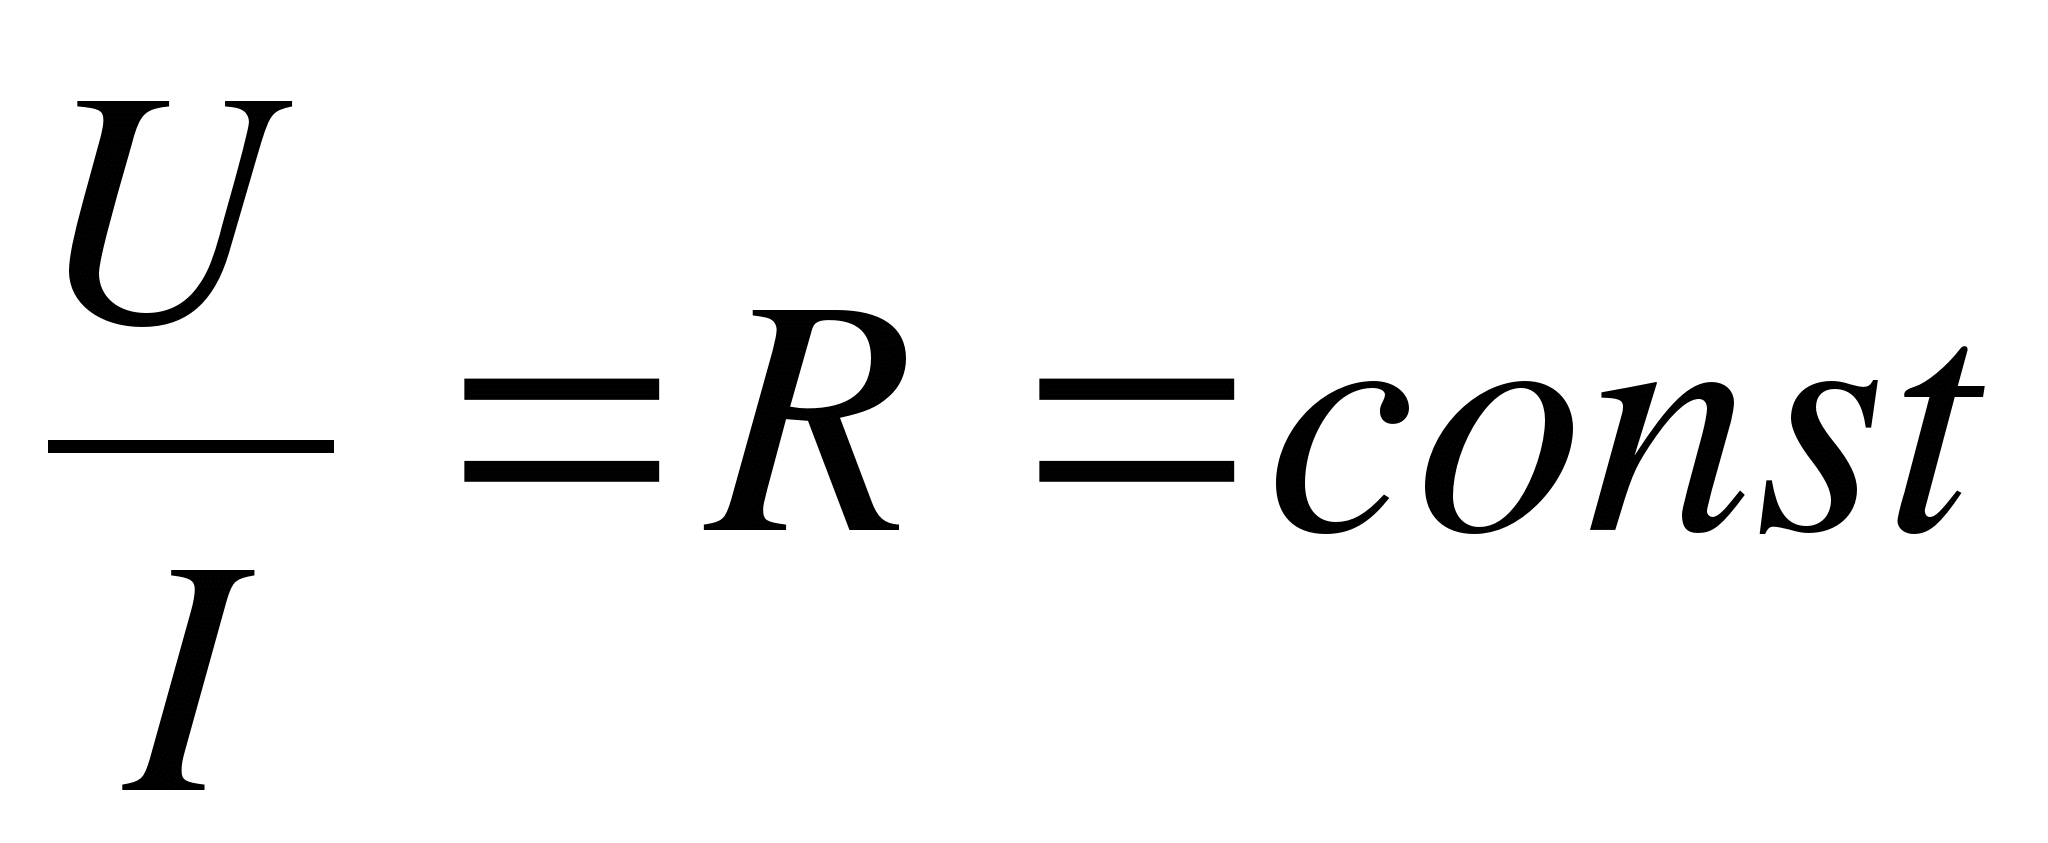 U/I = R = const